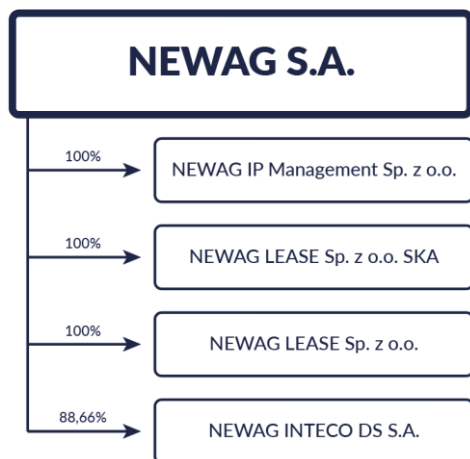 NEWAG S.A.
100%
NEWAG IP Management Sp. z o.o.
100%
NEWAG LEASE Sp. z o.o. SKA
100%
NEWAG LEASE Sp. z o.o.
88,66%
NEWAG INTECO DS S.A.